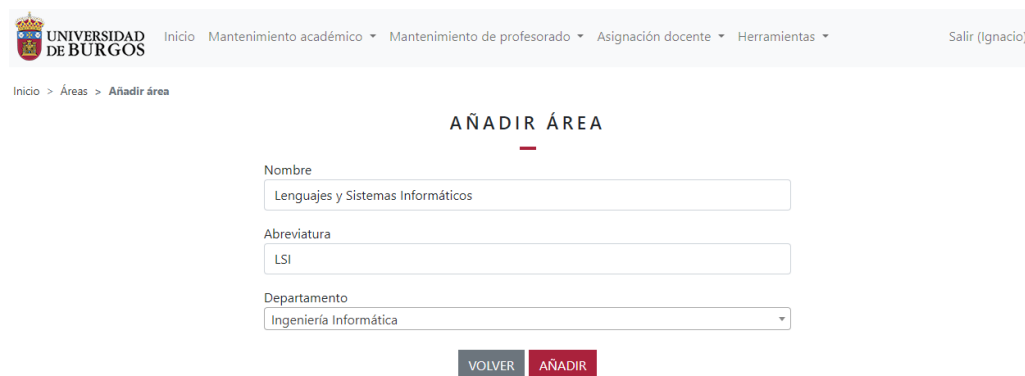 UNIVERSIDAD
DE BURGOS
Inicio Mantenimiento académico Mantenimiento de profesorado Asignación docente Herramientas Salir (Ignacio)
Inicio > Áreas > Añadir área
AÑADIR ÁREA
Nombre
Lenguajes y Sistemas Informáticos
Abreviatura
LSI
Departamento
Ingeniería Informática
VOLVER AÑADIR